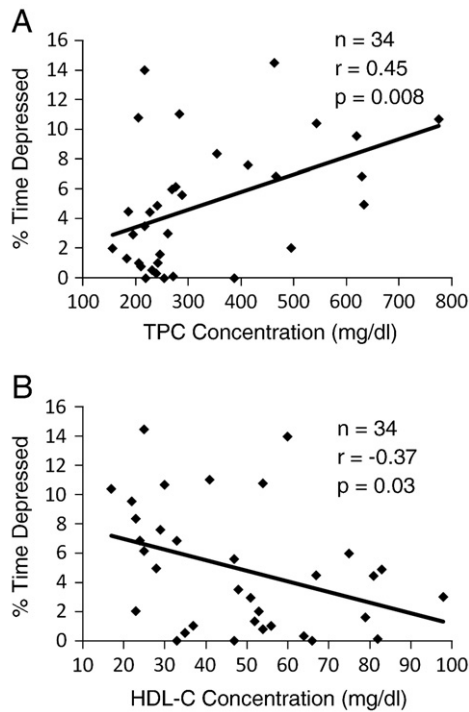 A
16
14
12
10
8
6
4
2
0
% Time Depressed
n = 34
r = 0.45
p = 0.008
100 200 300 400 500 600 700 800
TPC Concentration (mg/dl)
B
16
14
12
10
8
6
4
2
0
% Time Depressed
n = 34
r = -0.37
p = 0.03
10 20 30 40 50 60 70 80 90 100
HDL-C Concentration (mg/dl)